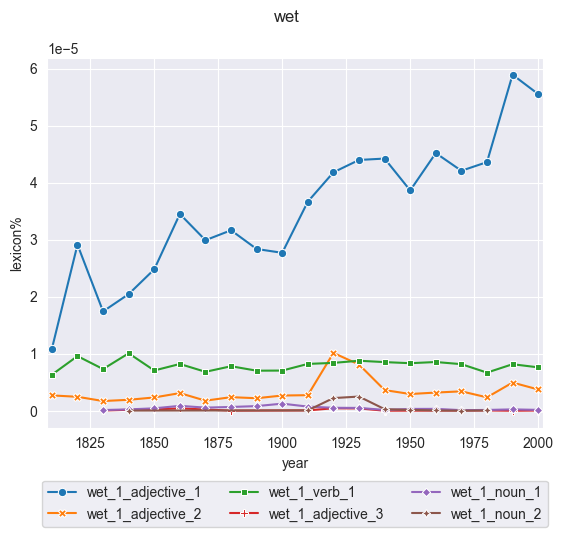 wet
1e−5
6
5
4
3
2
1
0
lexicon%
1825 1850 1875 1900 1925 1950 1975 2000
year
wet_1_adjective_1 wet_1_verb_1 wet_1_noun_1
wet_1_adjective_2 wet_1_adjective_3 wet_1_noun_2